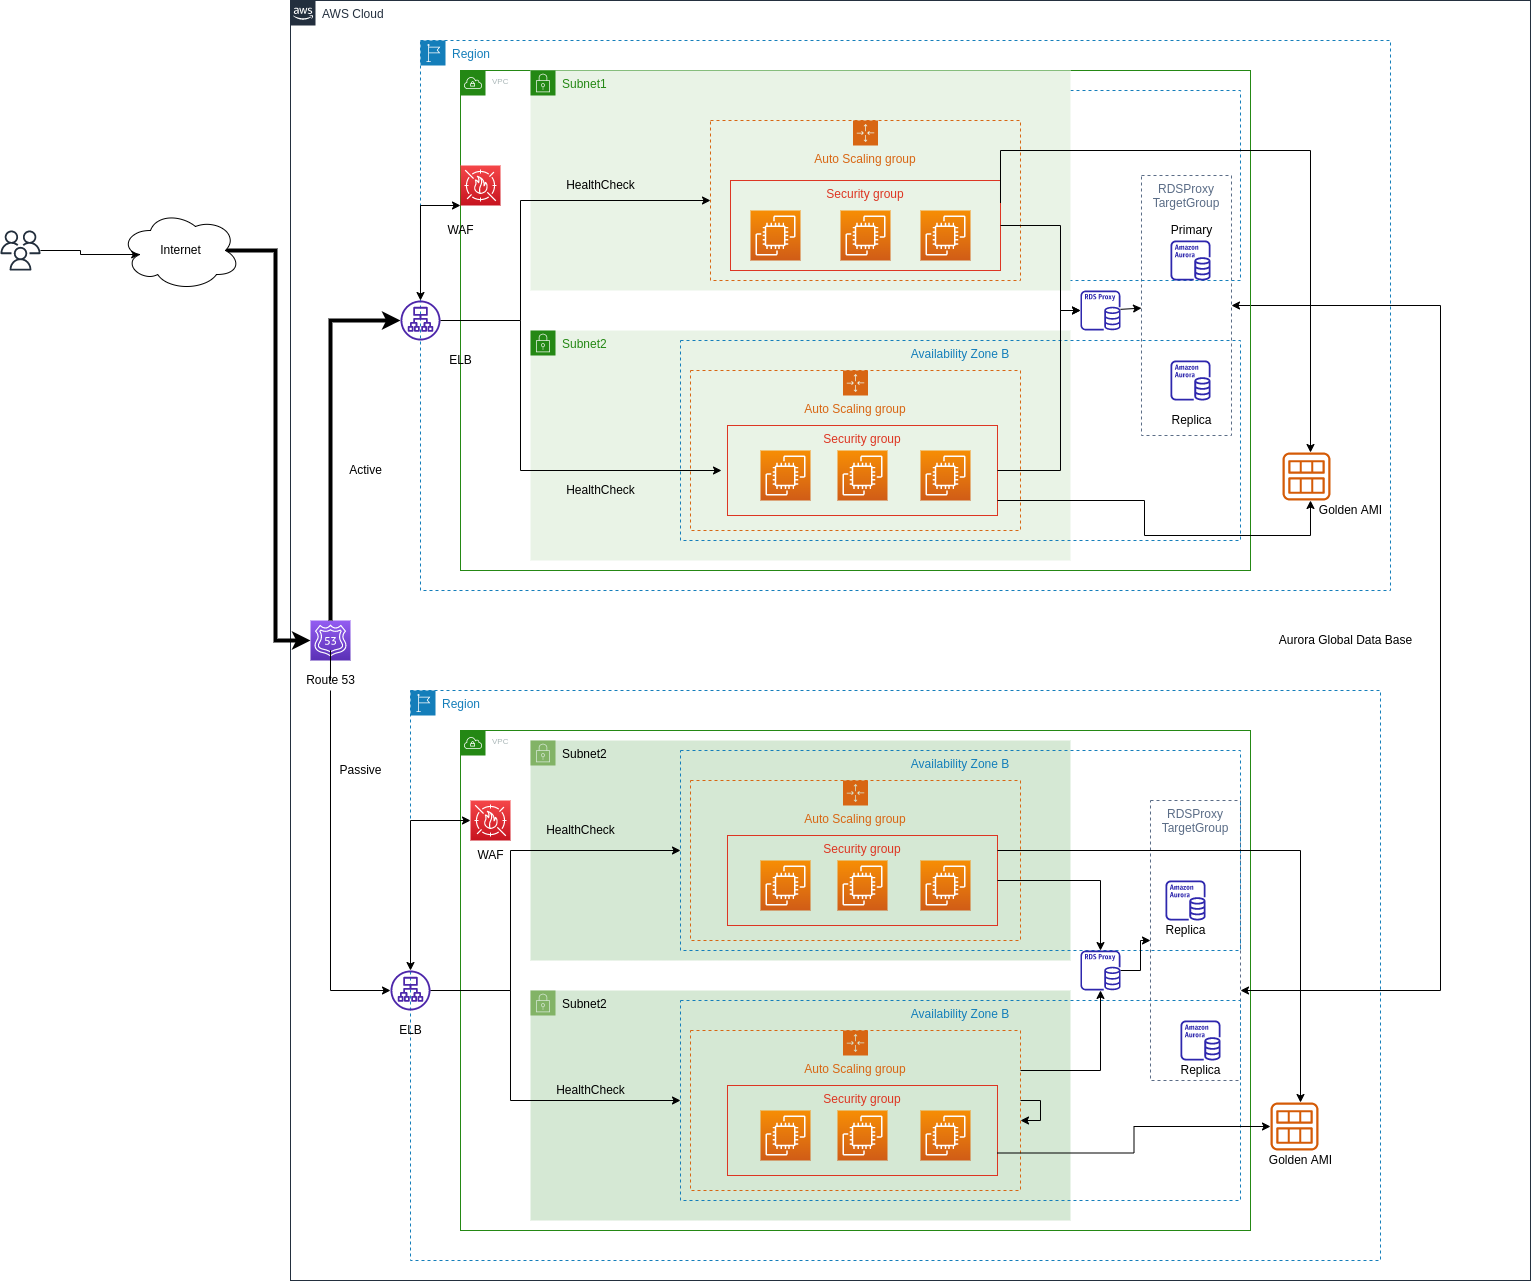 aws
AWS Cloud
Region
VPC
Subnet1
Auto Scaling group
HealthCheck
Security group
RDSProxy
TargetGroup
WAF
Primary
Amazon
Aurora
Internet
RDS Proxy
ELB
Subnet2
Availability Zone B
Amazon
Aurora
Auto Scaling group
Replica
Security group
Active
HealthCheck
Golden AMI
53
Route 53
Aurora Global Data Base
Region
VPC
Subnet2
Availability Zone B
Passive
Auto Scaling group
RDSProxy
TargetGroup
HealthCheck
Security group
WAF
Amazon
Aurora
Replica
RDS Proxy
Subnet2
Availability Zone B
ELB
Amazon
Aurora
Auto Scaling group
Replica
HealthCheck
Security group
Golden AMI